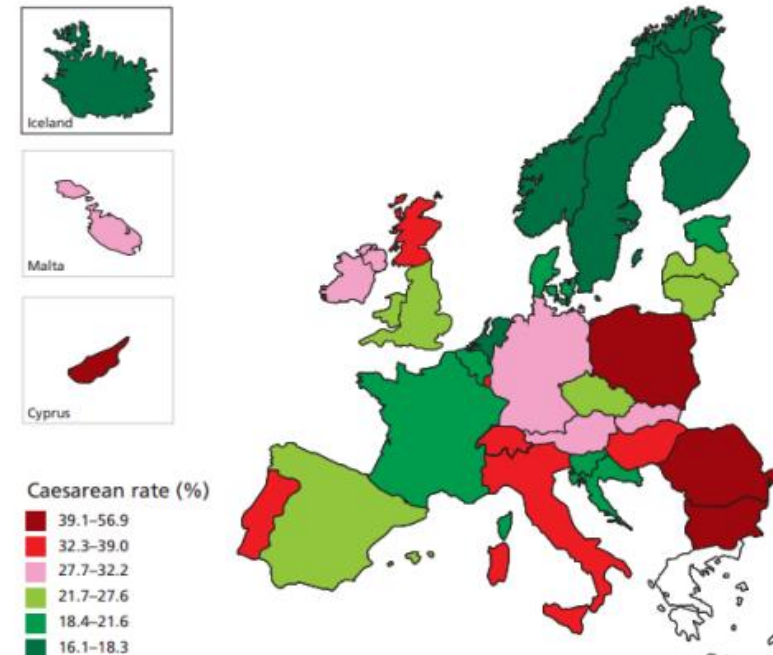 Iceland
Malta
Cyprus
Caesarean rate (%)
39.1–56.9
32.3–39.0
27.7–32.2
21.7–27.6
18.4–21.6
16.1–18.3